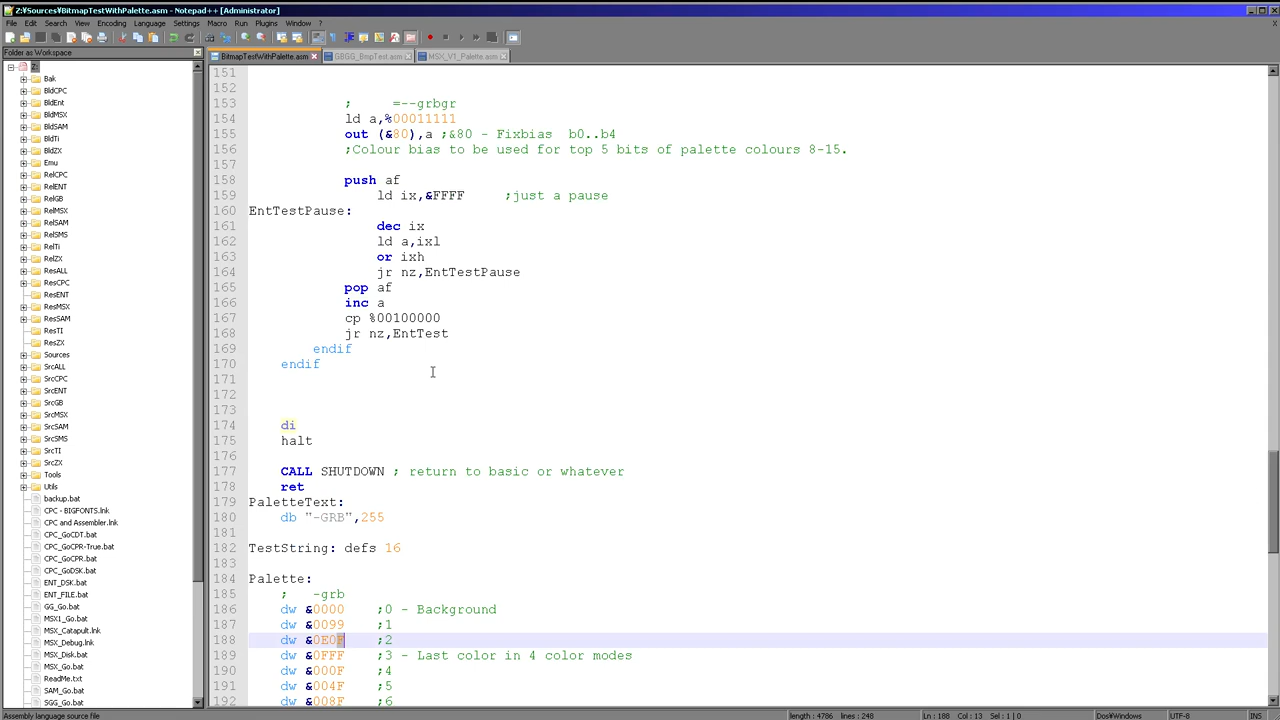 Z:¥Sources¥BitmapTestWithPalette.asm - Notepad++ [Administrator]
File Edit Search View Encoding Language Settings Macro Run Plugins Window ?
Folder as Workspace
BitmapTestWithPalette.asm GBGG_BmpTest.asm MSX_V1_Palette.asm
Z:
Bak
BldCPC
BldEnt
BldMSX
BldSAM
BldTi
BldZX
Emu
RelCPC
RelENT
RelGB
RelMSX
RelSAM
RelSMS
RelTi
RelZX
ResALL
ResCPC
ResENT
ResMSX
ResSAM
ResTI
ResZX
Sources
SrcALL
SrcCPC
SrcENT
SrcGB
SrcMSX
SrcSAM
SrcSMS
SrcTI
SrcZX
Tools
Utils
backup.bat
CPC - BIGFONTS.lnk
CPC and Assembler.lnk
CPC_GoCDT.bat
CPC_GoCPR-True.bat
CPC_GoCPR.bat
CPC_GoDSK.bat
ENT_DSK.bat
ENT_FILE.bat
GG_Go.bat
MSX1_Go.bat
MSX_Catapult.lnk
MSX_Debug.lnk
MSX_Disk.bat
MSX_Go.bat
ReadMe.txt
SAM_Go.bat
SGG_Go.bat
151
152
153 ; =--grbgr
154 ld a,%00011111
155 out (&80),a ;&80 - Fixbias b0..b4
156 ;Colour bias to be used for top 5 bits of palette colours 8-15.
157
158 push af
159 ld ix,&FFFF ;just a pause
160 EntTestPause:
161 dec ix
162 ld a,ixl
163 or ixh
164 jr nz,EntTestPause
165 pop af
166 inc a
167 cp %00100000
168 jr nz,EntTest
169 endif
170 endif
171
172
173
174 di
175 halt
176
177 CALL SHUTDOWN ; return to basic or whatever
178 ret
179 PaletteText:
180 db "-GRB",255
181
182 TestString: defs 16
183
184 Palette:
185 ; -grb
186 dw &0000 ;0 - Background
187 dw &0099 ;1
188 dw &0E0F ;2
189 dw &0FFF ;3 - Last color in 4 color modes
190 dw &000F ;4
191 dw &004F ;5
192 dw &008F ;6
Assembly language source file length : 4786 lines : 248 Ln : 188 Col : 13 Sel : 1 | 0 Dos¥Windows UTF-8 INS